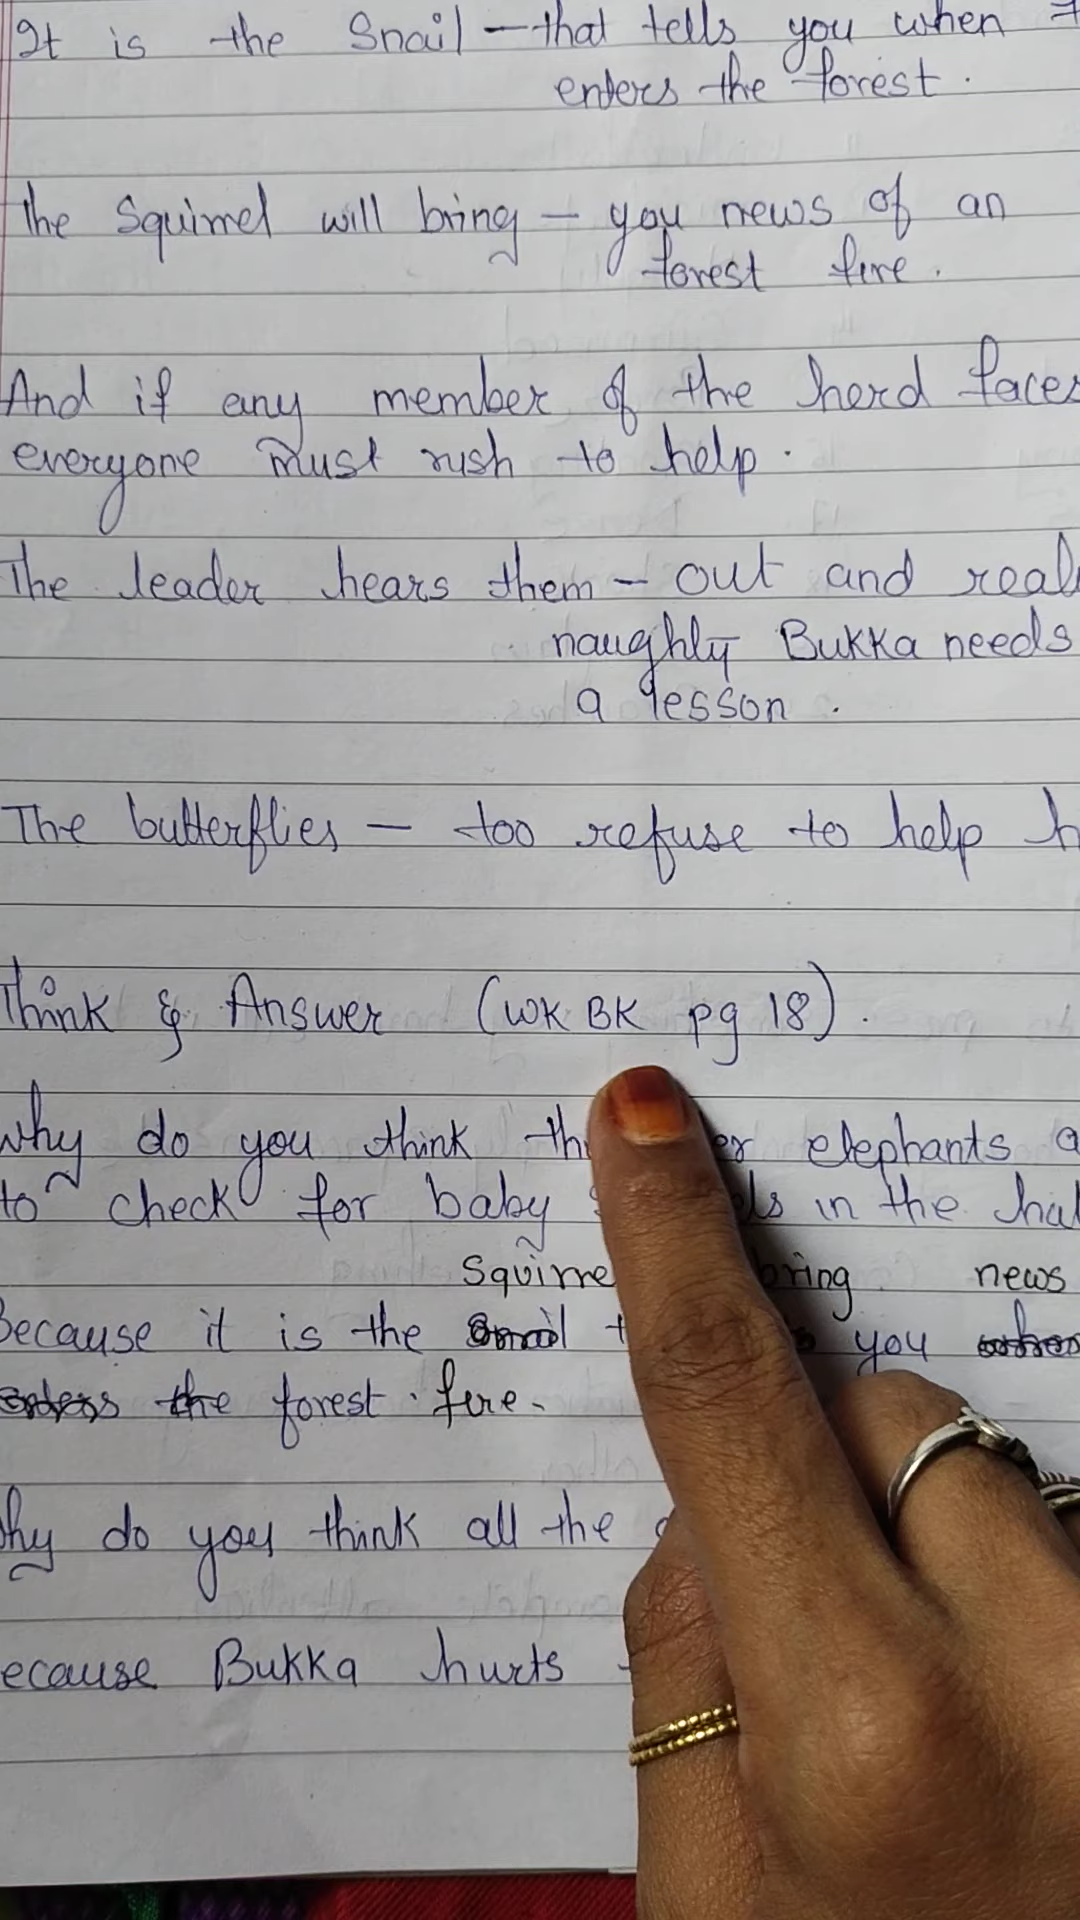 It is the Snail - that tells you when
enters the forest.
The Squirrel will bring - you news of an
forest fire.
And if any member of the herd faces
everyone must rush to help.
The leader hears them - out and
naughty Bukka needs
a lesson.
The butterflies - too refuse to help
Think & Answer (WK BK pg 18).
Why do you think elephants
to check for baby in the
bring news
Because it is the you
the forest fire.
do you think all the
Bukka hurts